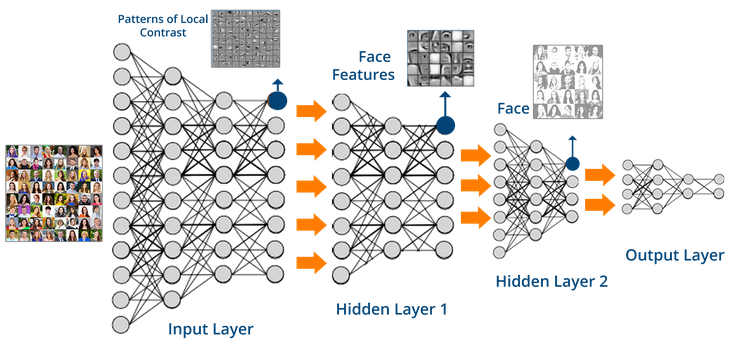 Patterns of Local
Contrast
Face
Features
Face
Input Layer
Hidden Layer 1
Hidden Layer 2
Output Layer